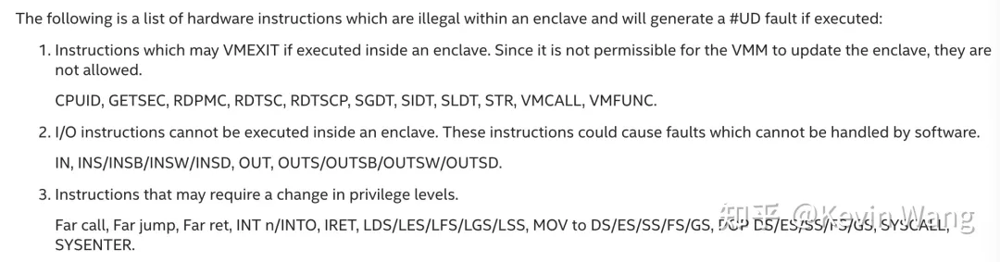 The following is a list of hardware instructions which are illegal within an enclave and will generate a #UD fault if executed:
1. Instructions which may VMEXIT if executed inside an enclave. Since it is not permissible for the VMM to update the enclave, they are
not allowed.
CPUID, GETSEC, RDPMC, RDTSC, RDTSCP, SGDT, SIDT, SLDT, STR, VMCALL, VMFUNC.
2. I/O instructions cannot be executed inside an enclave. These instructions could cause faults which cannot be handled by software.
IN, INS/INSB/INSW/INSD, OUT, OUTS/OUTSB/OUTSW/OUTSD.
3. Instructions that may require a change in privilege levels.
Far call, Far jump, Far ret, INT n/INTO, IRET, LDS/LES/LFS/LGS/LSS, MOV to DS/ES/SS/FS/GS, DS/ES/SS/FS/GS, SYSCALL,
SYSENTER.
知乎 @Kevin Wang